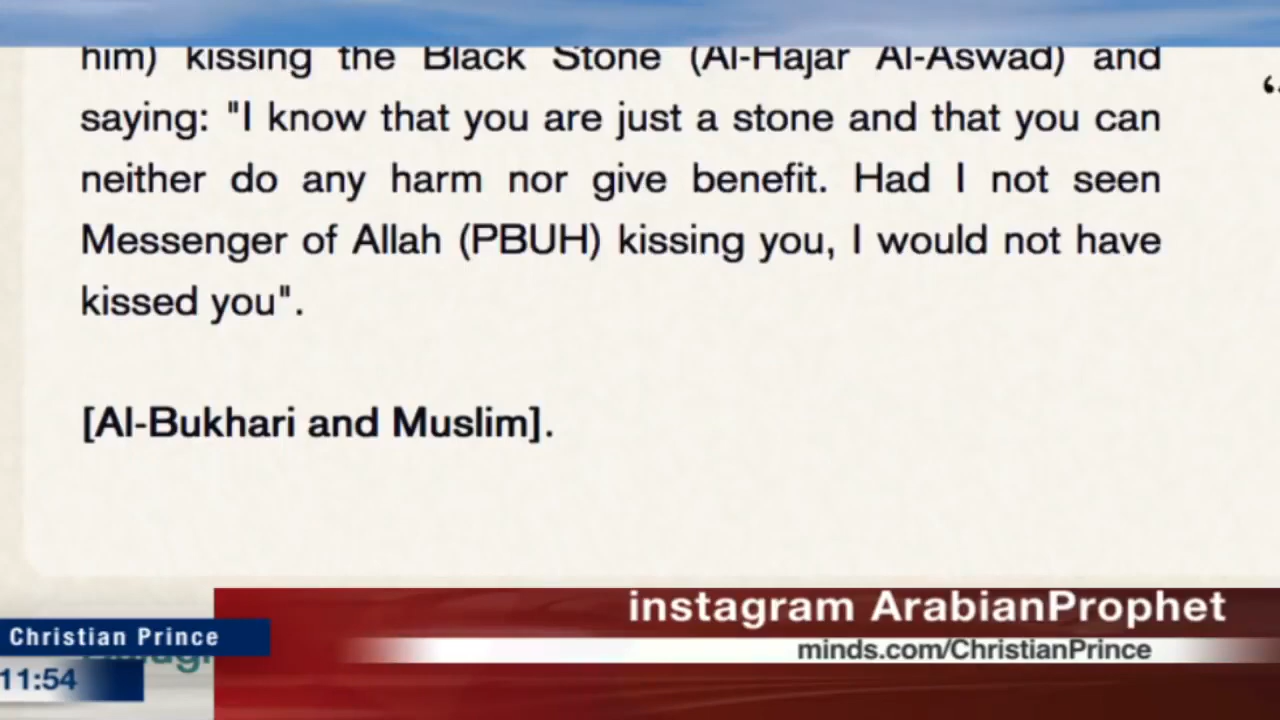 him) kissing the Black Stone (Al-Hajar Al-Aswad) and
saying: "I know that you are just a stone and that you can
neither do any harm nor give benefit. Had I not seen
Messenger of Allah (PBUH) kissing you, I would not have
kissed you".
[Al-Bukhari and Muslim].
instagram ArabianProphet
Christian Prince
minds.com/ChristianPrince
11:54